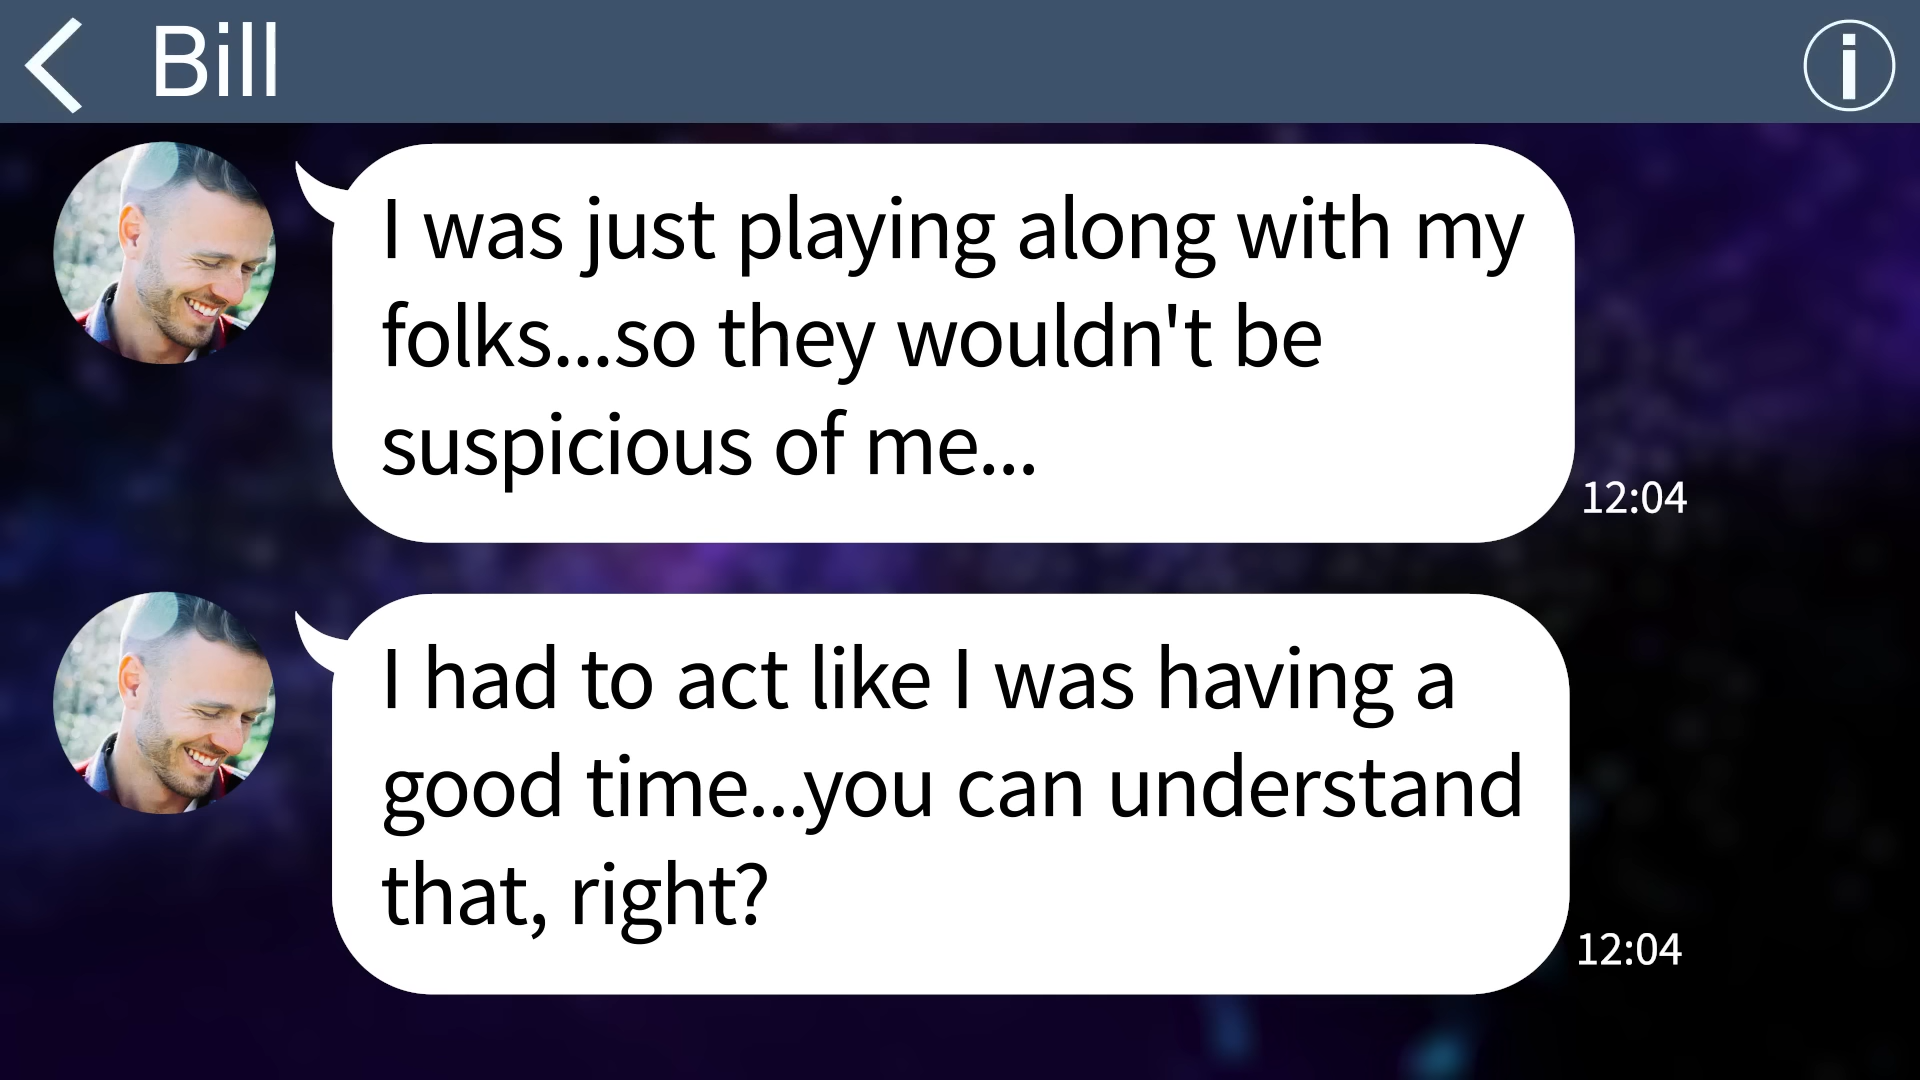 Bill
I was just playing along with my
folks...so they wouldn't be
suspicious of me...
12:04
I had to act like I was having a
good time...you can understand
that, right?
12:04